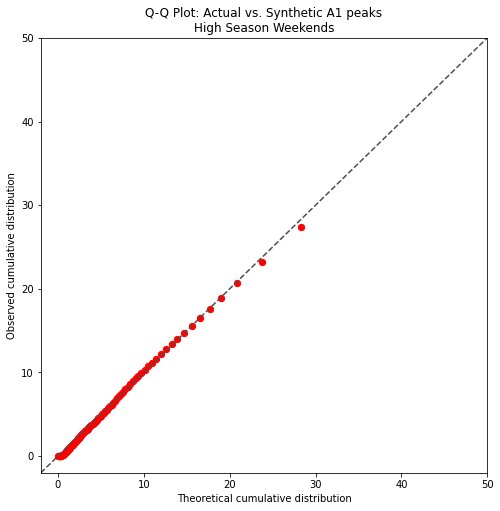 Q-Q Plot: Actual vs. Synthetic A1 peaks
High Season Weekends
50
40
30
20
10
0
Observed cumulative distribution
0 10 20 30 40 50
Theoretical cumulative distribution